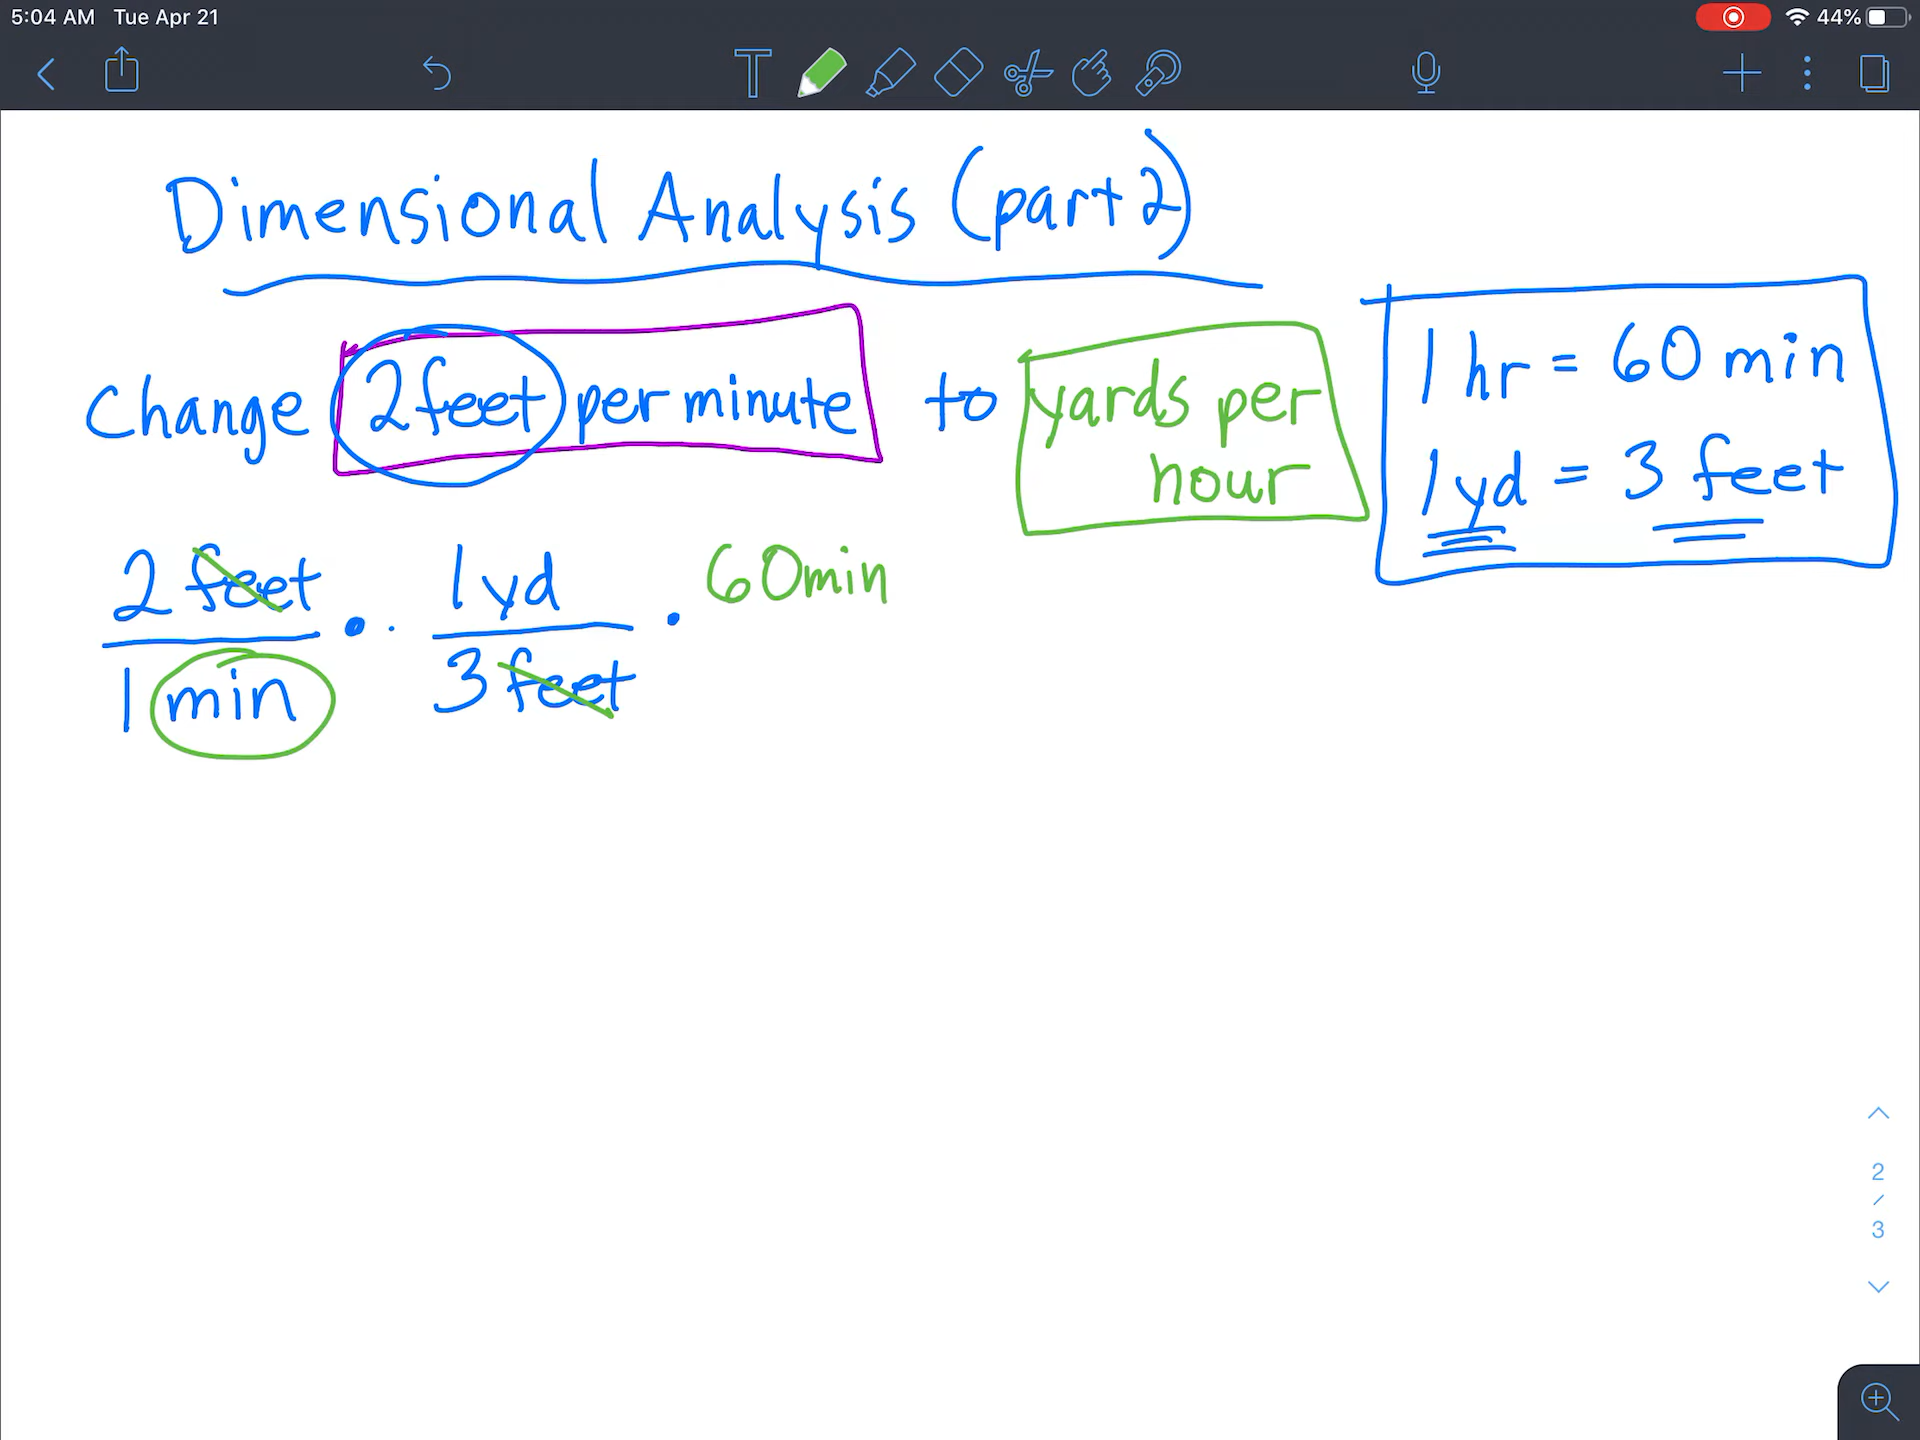 5:04 AM Tue Apr 21
44%
T
Dimensional Analysis (part 2)
Change 2 feet per minute to yards per
hour
1 hr = 60 min
1 yd = 3 feet
2 feet · · 1 yd · 60min
1 min 3 feet
2
/
3